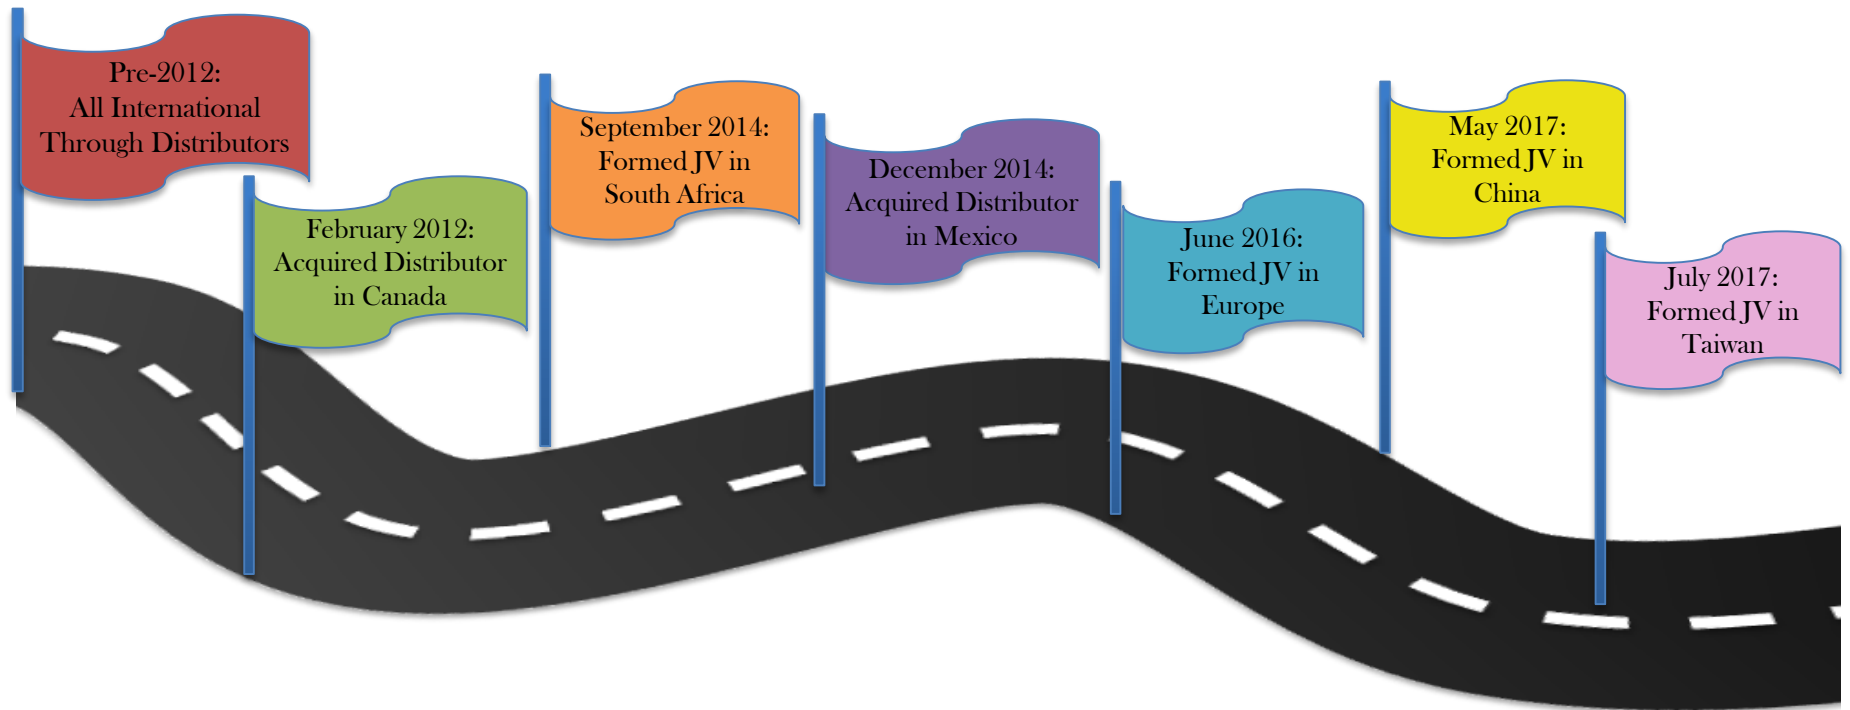 Pre-2012:
All International
Through Distributors
February 2012:
Acquired Distributor
in Canada
September 2014:
Formed JV in
South Africa
December 2014:
Acquired Distributor
in Mexico
June 2016:
Formed JV in
Europe
May 2017:
Formed JV in
China
July 2017:
Formed JV in
Taiwan